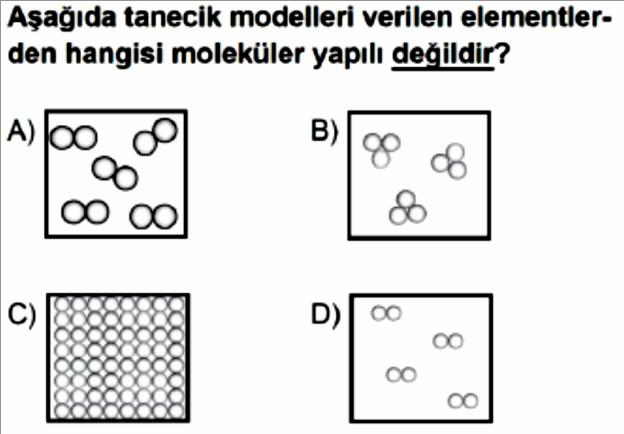 Aşağıda tanecik modelleri verilen elementler-
den hangisi moleküler yapılı değildir?
A)
B)
C)
D)